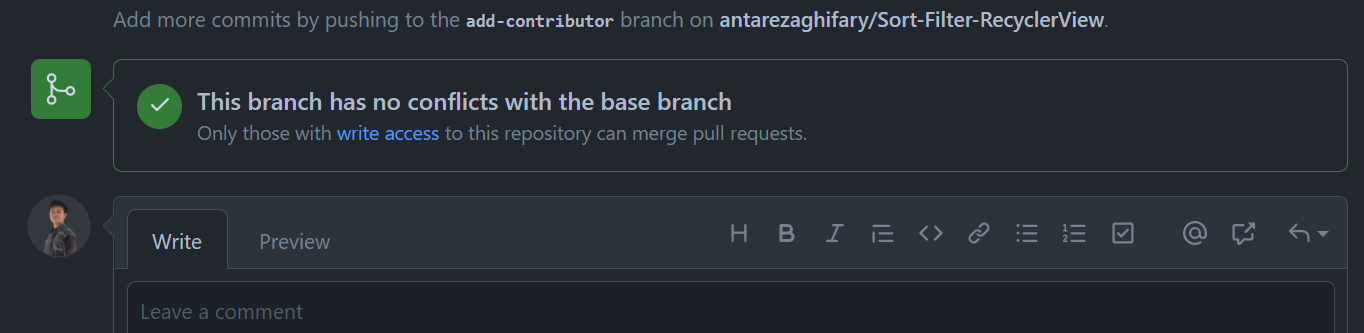 Add more commits by pushing to the add-contributor branch on antarezaghifary/Sort-Filter-RecyclerView.
This branch has no conflicts with the base branch
Only those with write access to this repository can merge pull requests.
Write Preview H B I
Leave a comment